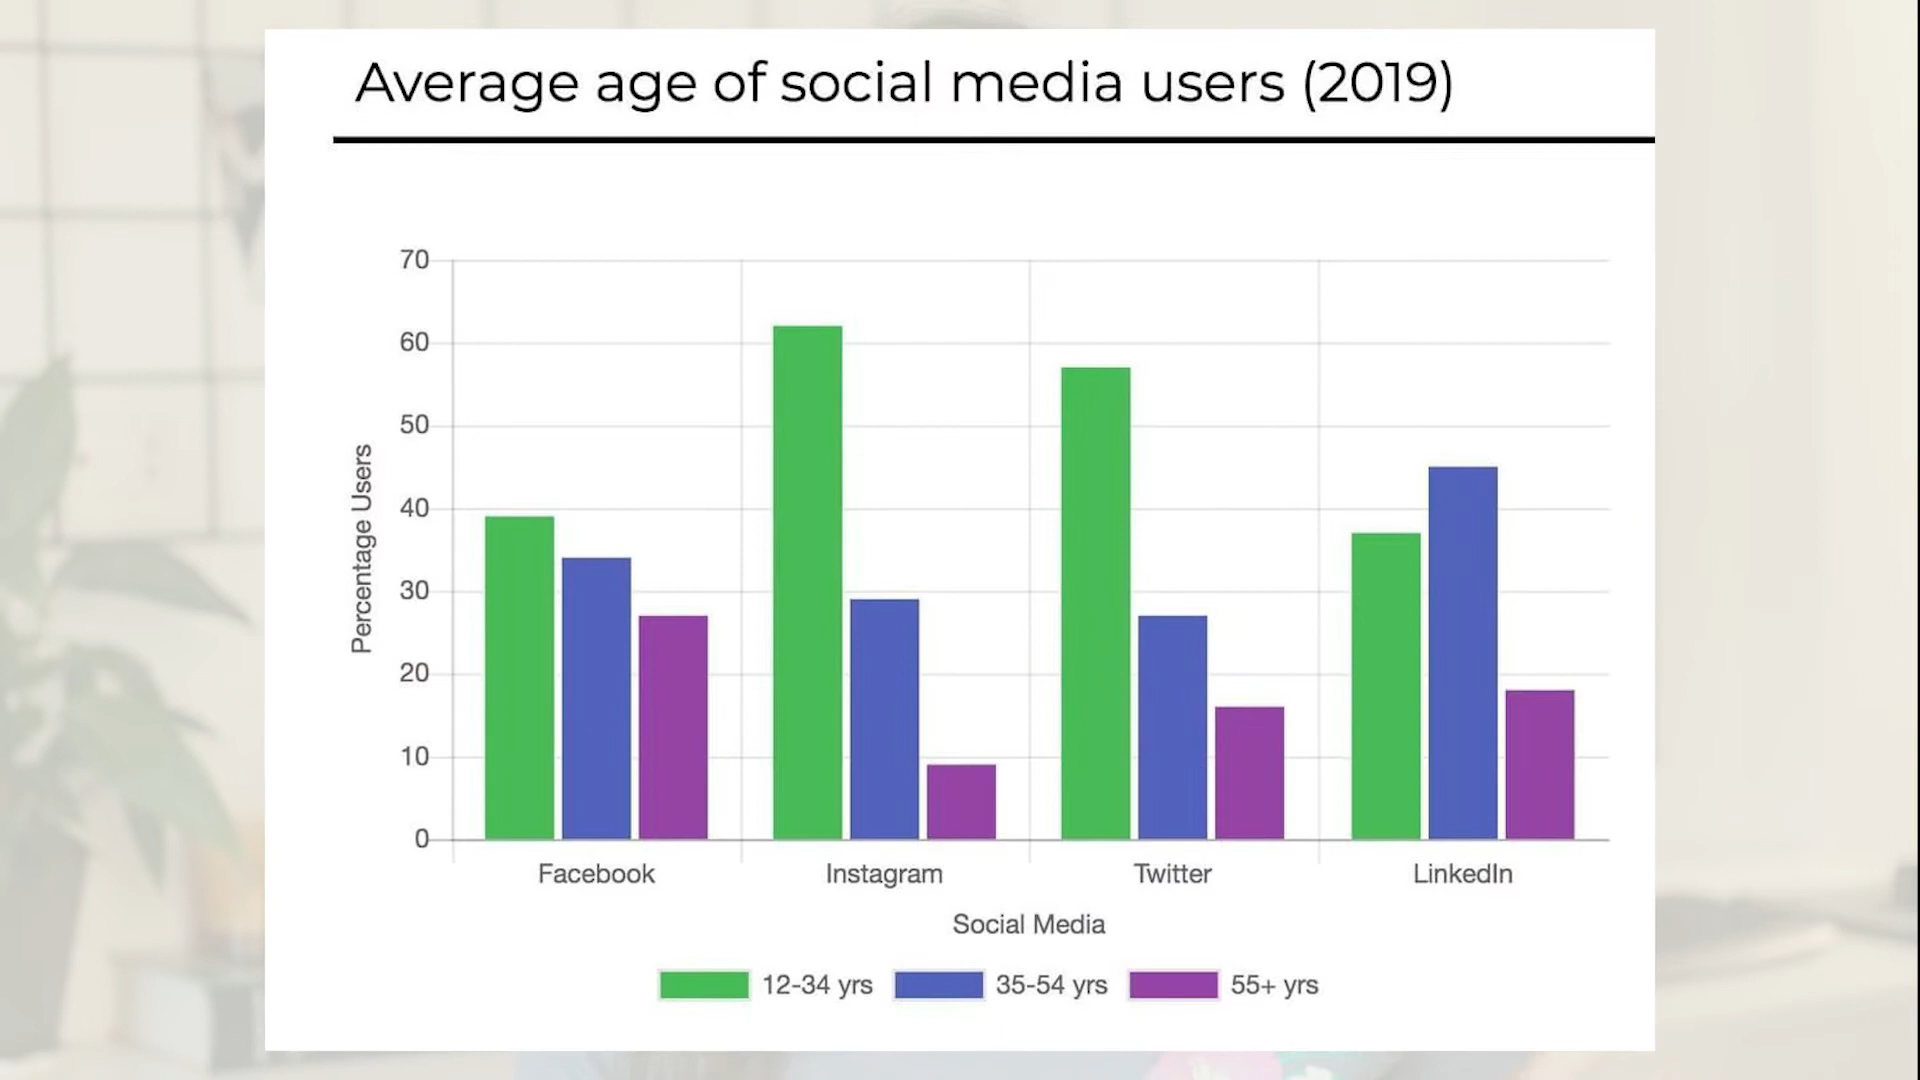 Average age of social media users (2019)
70
60
50
40
30
20
10
0
Percentage Users
Facebook Instagram Twitter LinkedIn
Social Media
12-34 yrs 35-54 yrs 55+ yrs